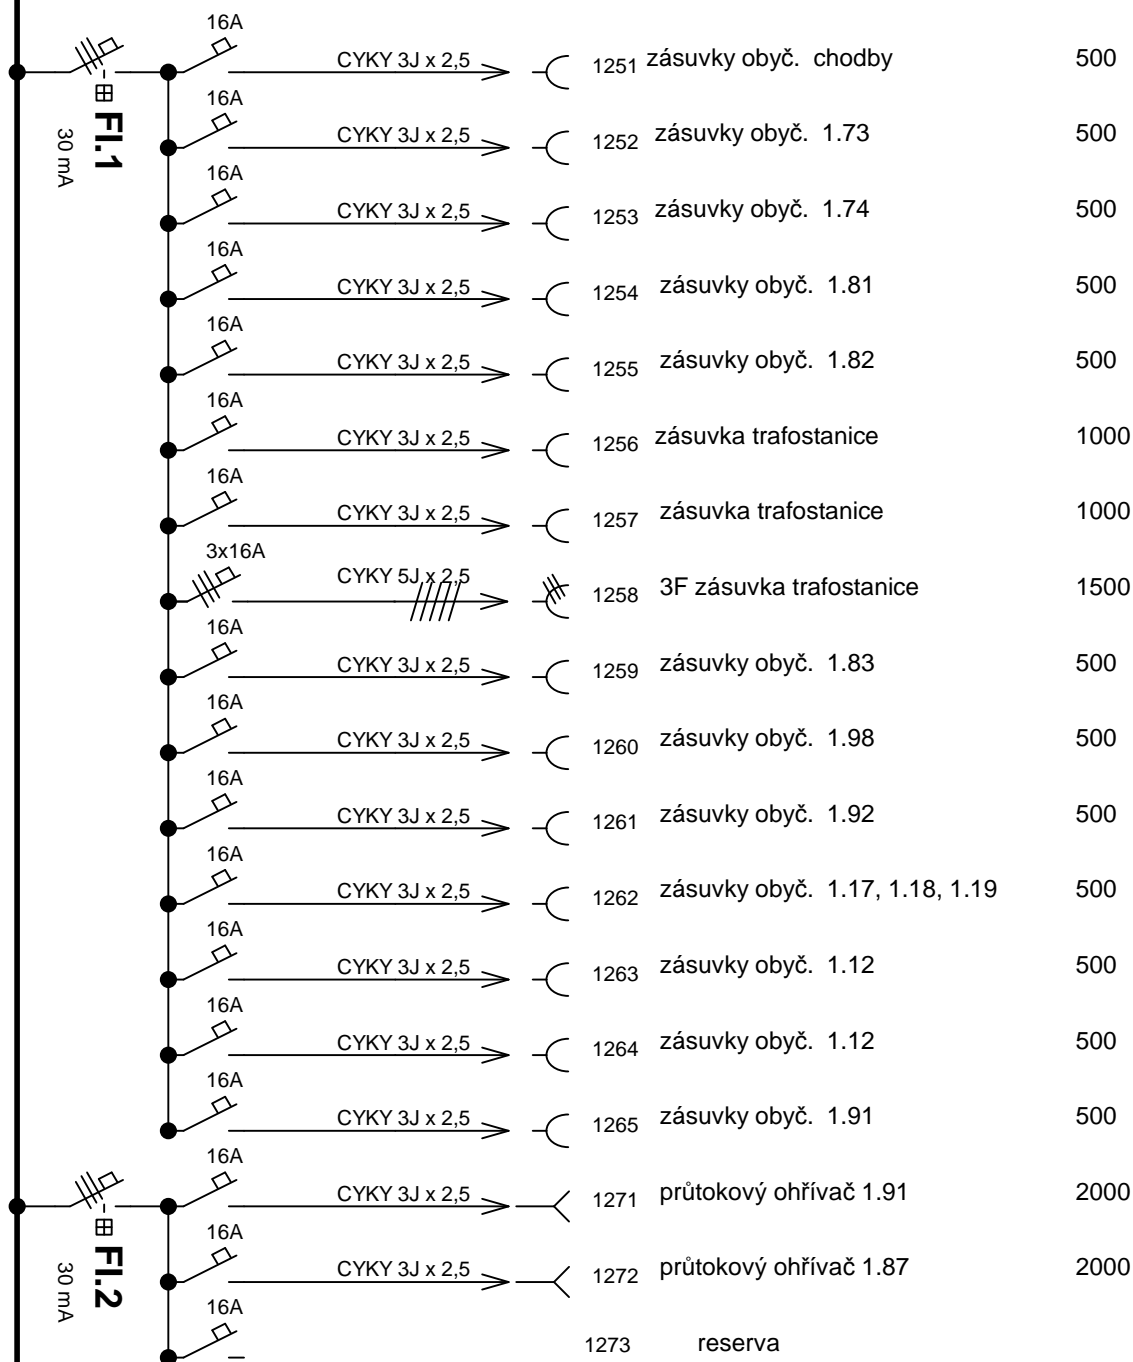 16A
CYKY 3J x 2,5 1251 zásuvky obyč. chodby 500
FI.1
30 mA
16A
CYKY 3J x 2,5 1252 zásuvky obyč. 1.73 500
16A
CYKY 3J x 2,5 1253 zásuvky obyč. 1.74 500
16A
CYKY 3J x 2,5 1254 zásuvky obyč. 1.81 500
16A
CYKY 3J x 2,5 1255 zásuvky obyč. 1.82 500
16A
CYKY 3J x 2,5 1256 zásuvka trafostanice 1000
16A
CYKY 3J x 2,5 1257 zásuvka trafostanice 1000
3x16A
CYKY 5J x 2,5 1258 3F zásuvka trafostanice 1500
16A
CYKY 3J x 2,5 1259 zásuvky obyč. 1.83 500
16A
CYKY 3J x 2,5 1260 zásuvky obyč. 1.98 500
16A
CYKY 3J x 2,5 1261 zásuvky obyč. 1.92 500
16A
CYKY 3J x 2,5 1262 zásuvky obyč. 1.17, 1.18, 1.19 500
16A
CYKY 3J x 2,5 1263 zásuvky obyč. 1.12 500
16A
CYKY 3J x 2,5 1264 zásuvky obyč. 1.12 500
16A
CYKY 3J x 2,5 1265 zásuvky obyč. 1.91 500
16A
CYKY 3J x 2,5 1271 průtokový ohřívač 1.91 2000
FI.2
30 mA
16A
CYKY 3J x 2,5 1272 průtokový ohřívač 1.87 2000
16A
1273 reserva